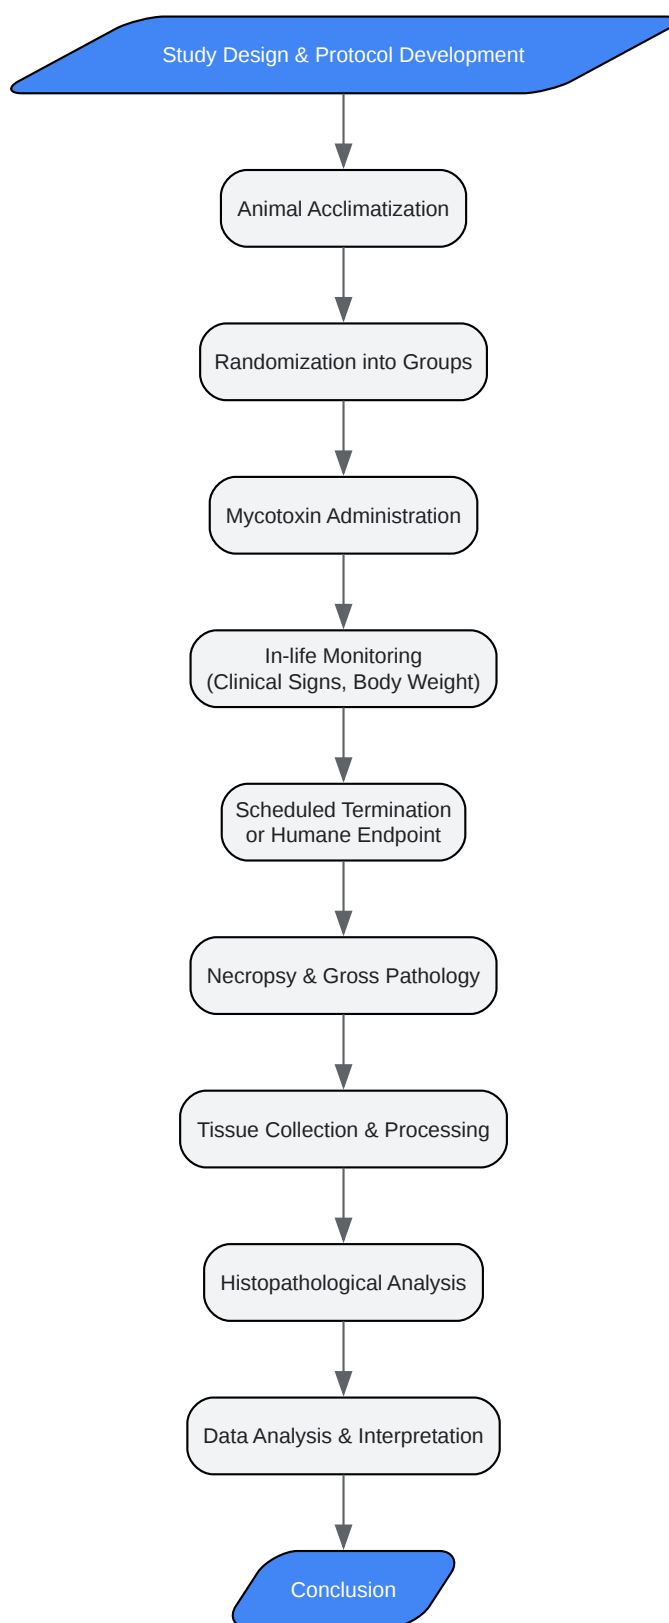 Study Design & Protocol Development
Animal Acclimatization
Randomization into Groups
Mycotoxin Administration
In-life Monitoring
(Clinical Signs, Body Weight)
Scheduled Termination
or Humane Endpoint
Necropsy & Gross Pathology
Tissue Collection & Processing
Histopathological Analysis
Data Analysis & Interpretation
Conclusion